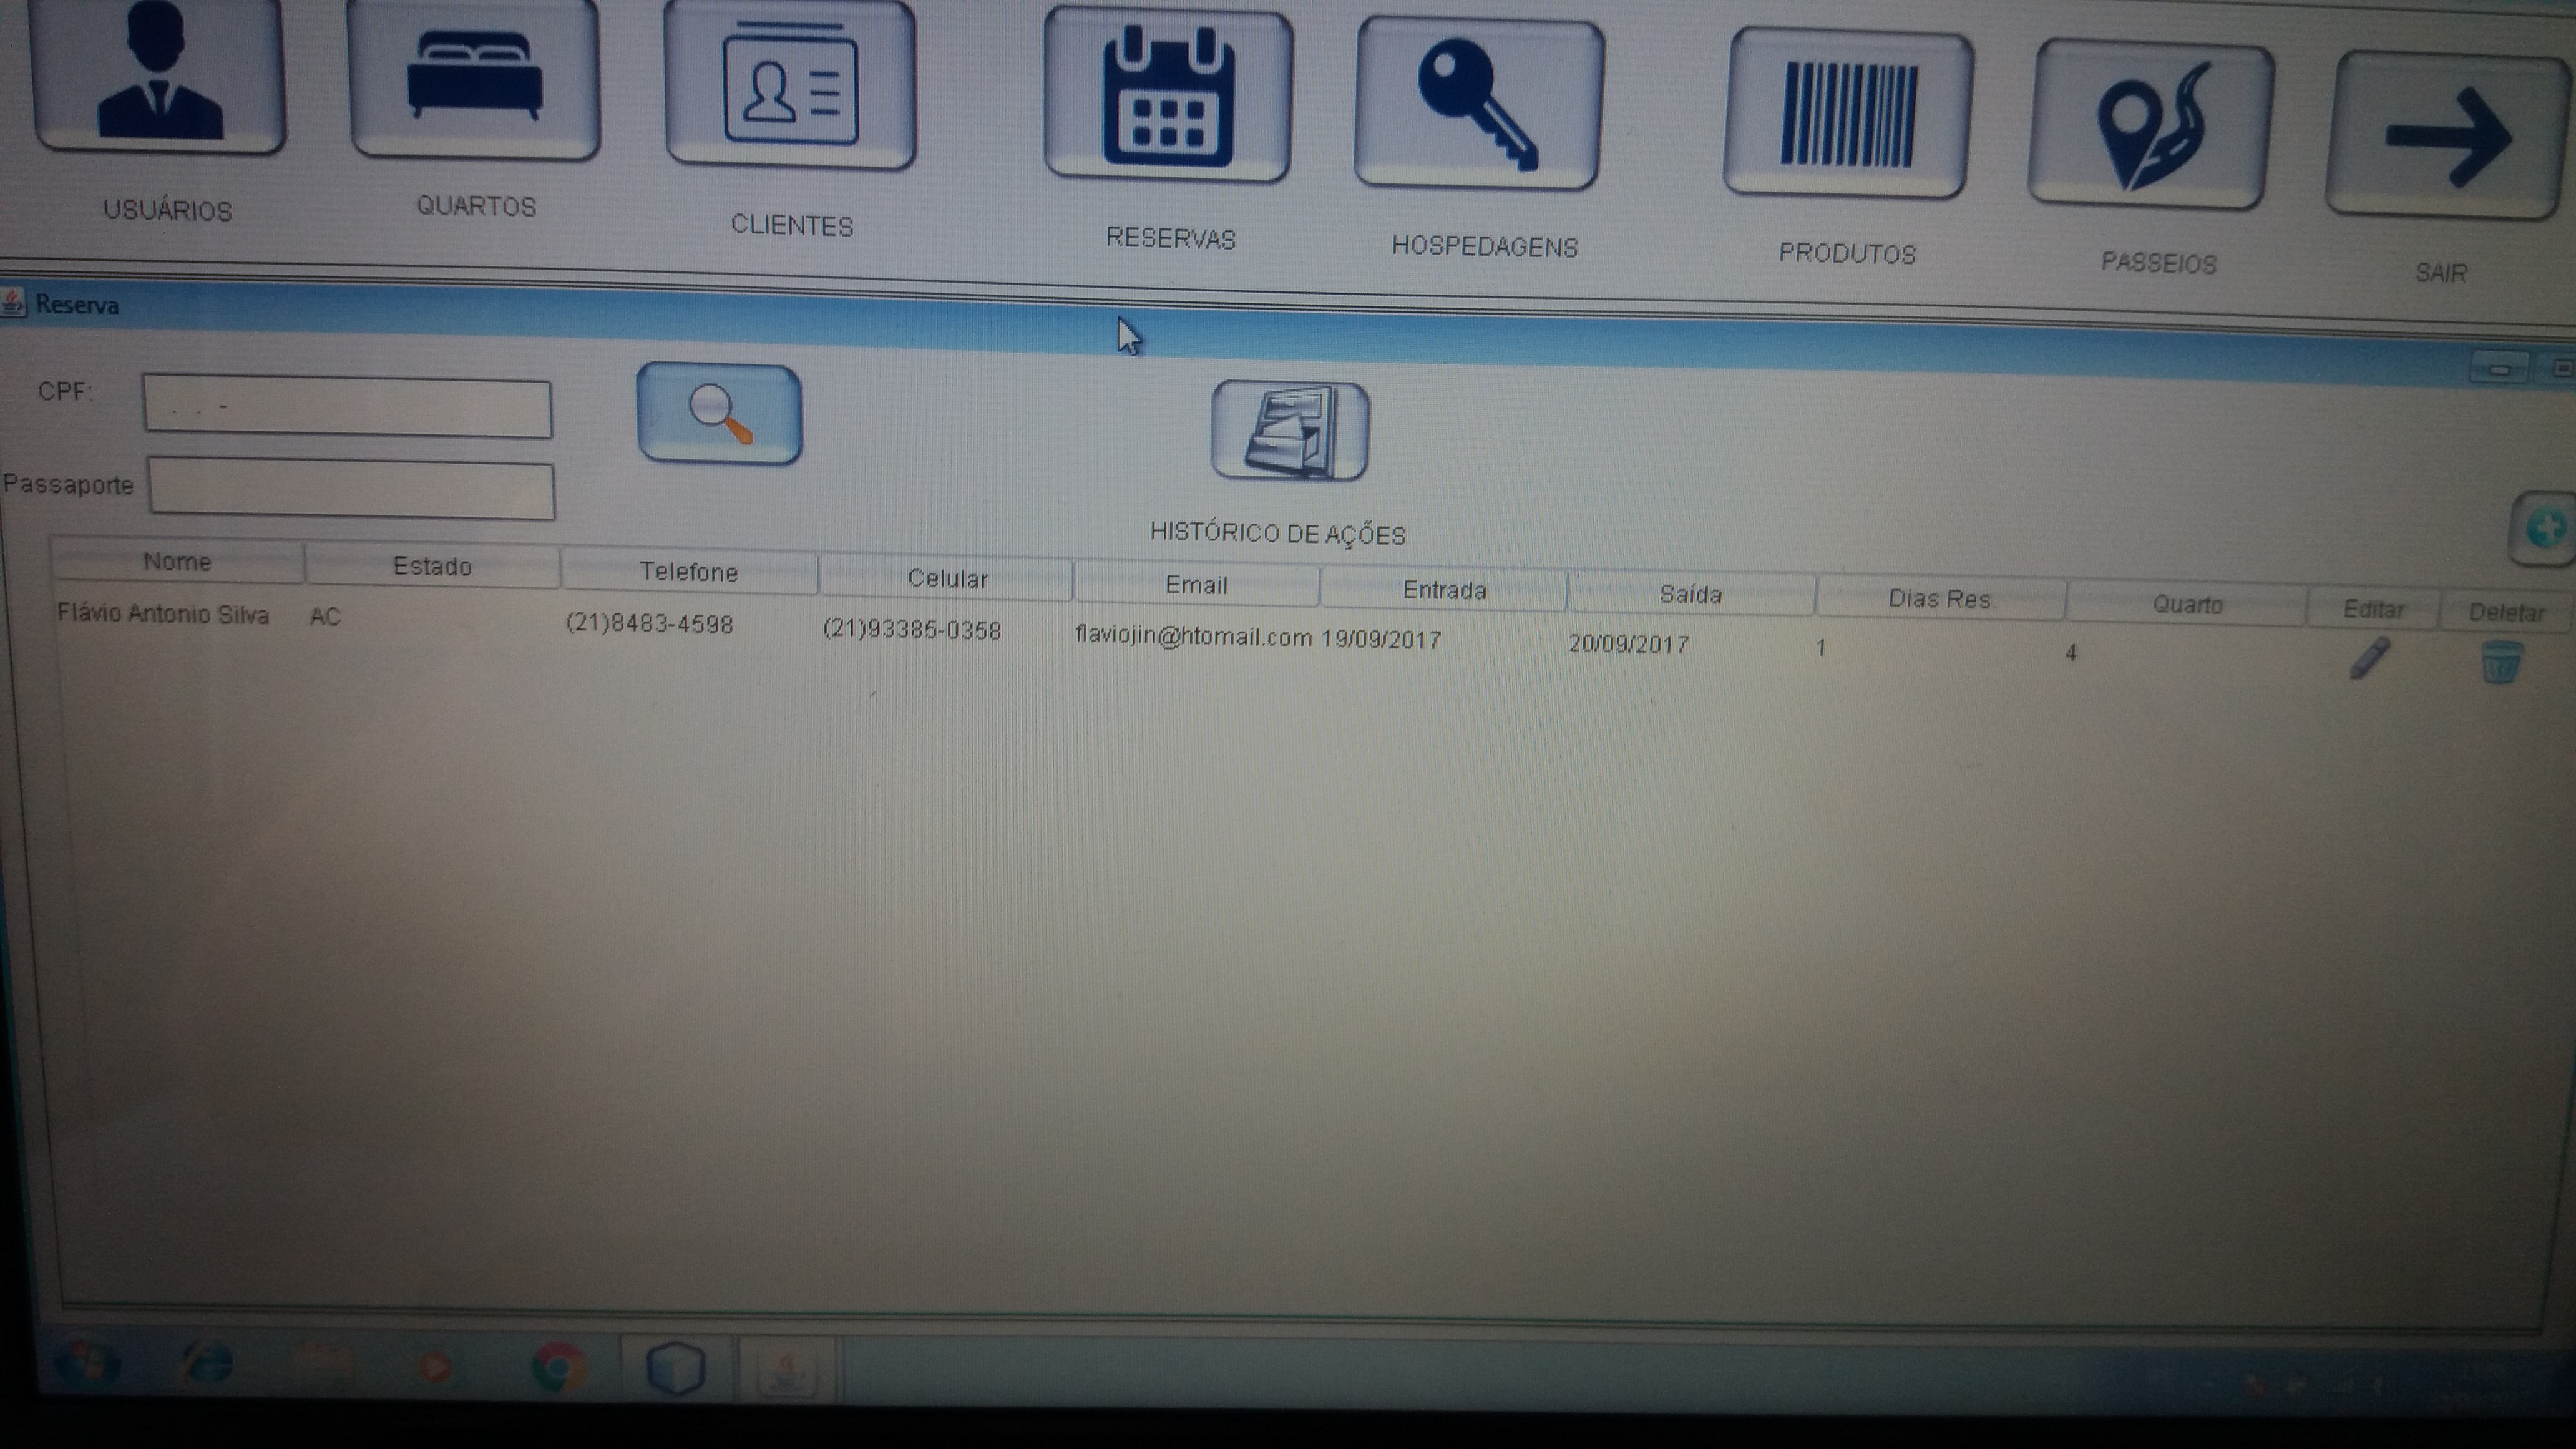 USUÁRIOS QUARTOS CLIENTES RESERVAS HOSPEDAGENS PRODUTOS PASSEIOS SAIR
Reserva
CPF: . . -
Passaporte
HISTÓRICO DE AÇÕES
Nome Estado Telefone Celular Email Entrada Saída Dias Res. Quarto Editar Deletar
Flávio Antonio Silva AC (21)8483-4598 (21)93385-0358 flaviojin@htomail.com 19/09/2017 20/09/2017 1 4